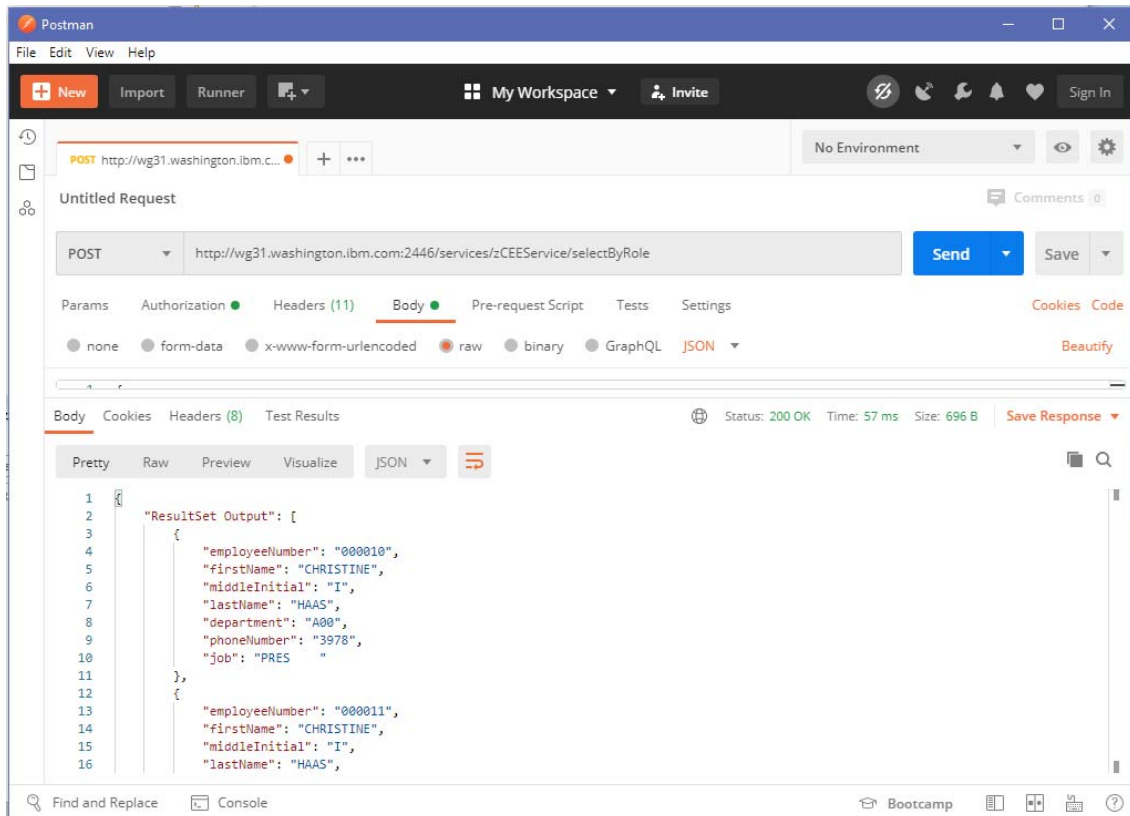 Postman
File Edit View Help
New Import Runner My Workspace Invite Sign In
POST http://wg31.washington.ibm.c... + ••• No Environment
Untitled Request Comments 0
POST http://wg31.washington.ibm.com:2446/services/zCEEService/selectByRole Send Save
Params Authorization Headers (11) Body Pre-request Script Tests Settings Cookies Code
none form-data x-www-form-urlencoded raw binary GraphQL JSON Beautify
Body Cookies Headers (8) Test Results Status: 200 OK Time: 57 ms Size: 696 B Save Response
Pretty Raw Preview Visualize JSON
1 {
2 "ResultSet Output": [
3 {
4 "employeeNumber": "000010",
5 "firstName": "CHRISTINE",
6 "middleInitial": "I",
7 "lastName": "HAAS",
8 "department": "A00",
9 "phoneNumber": "3978",
10 "job": "PRES    "
11 },
12 {
13 "employeeNumber": "000011",
14 "firstName": "CHRISTINE",
15 "middleInitial": "I",
16 "lastName": "HAAS",
Find and Replace Console Bootcamp